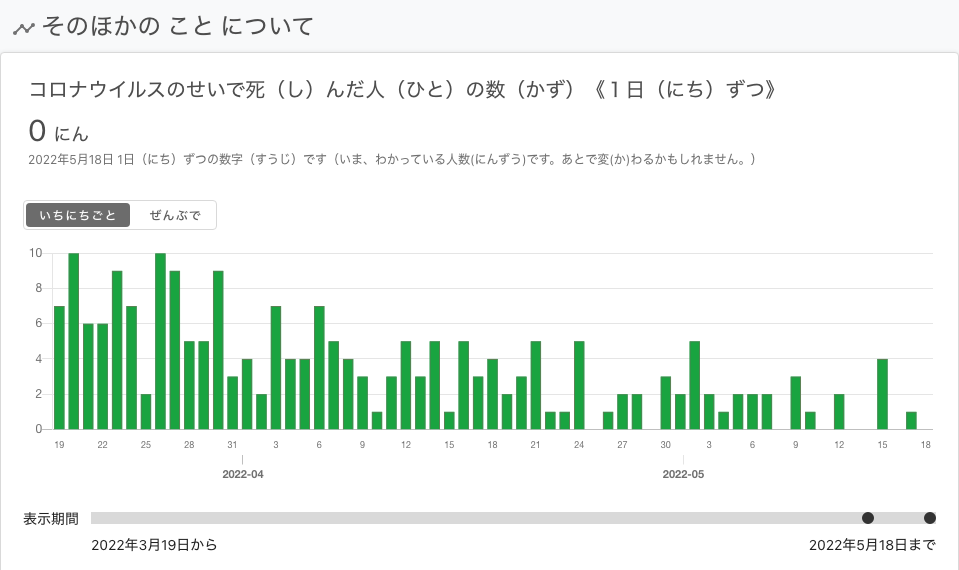 そのほかの こと について
コロナウイルスのせいで死（し）んだ人（ひと）の数（かず）《１日（にち）ずつ》
0 にん
2022年5月18日 1日（にち）ずつの数字（すうじ）です（いま、わかっている人数(にんずう)です。あとで変(か)わるかもしれません。）
いちにちごと ぜんぶで
10
8
6
4
2
0
19 22 25 28 31 3 6 9 12 15 18 21 24 27 30 3 6 9 12 15 18
2022-04 2022-05
表示期間
2022年3月19日から 2022年5月18日まで